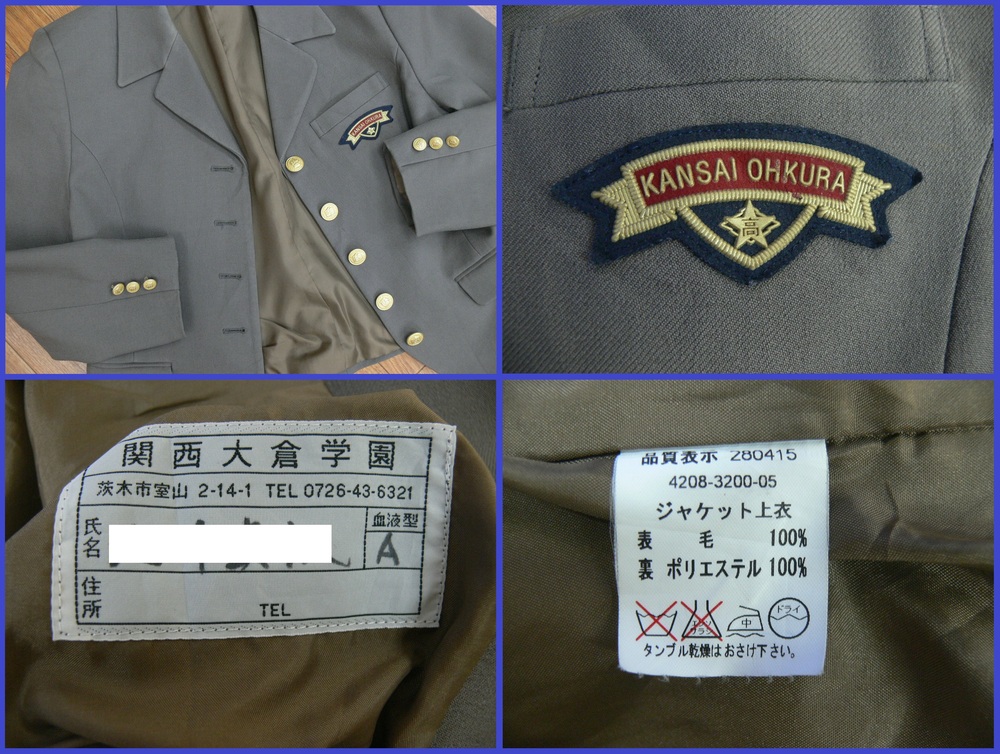 KANSAI OHKURA
KANSAI OHKURA
高
関西大倉学園
茨木市室山 2-14-1 TEL 0726-43-6321
氏名
血液型
A
住所
TEL
品質表示 280415
4208-3200-05
ジャケット上衣
表 毛 100%
裏 ポリエステル 100%
中
ドライ
タンブル乾燥はおさけ下さい。